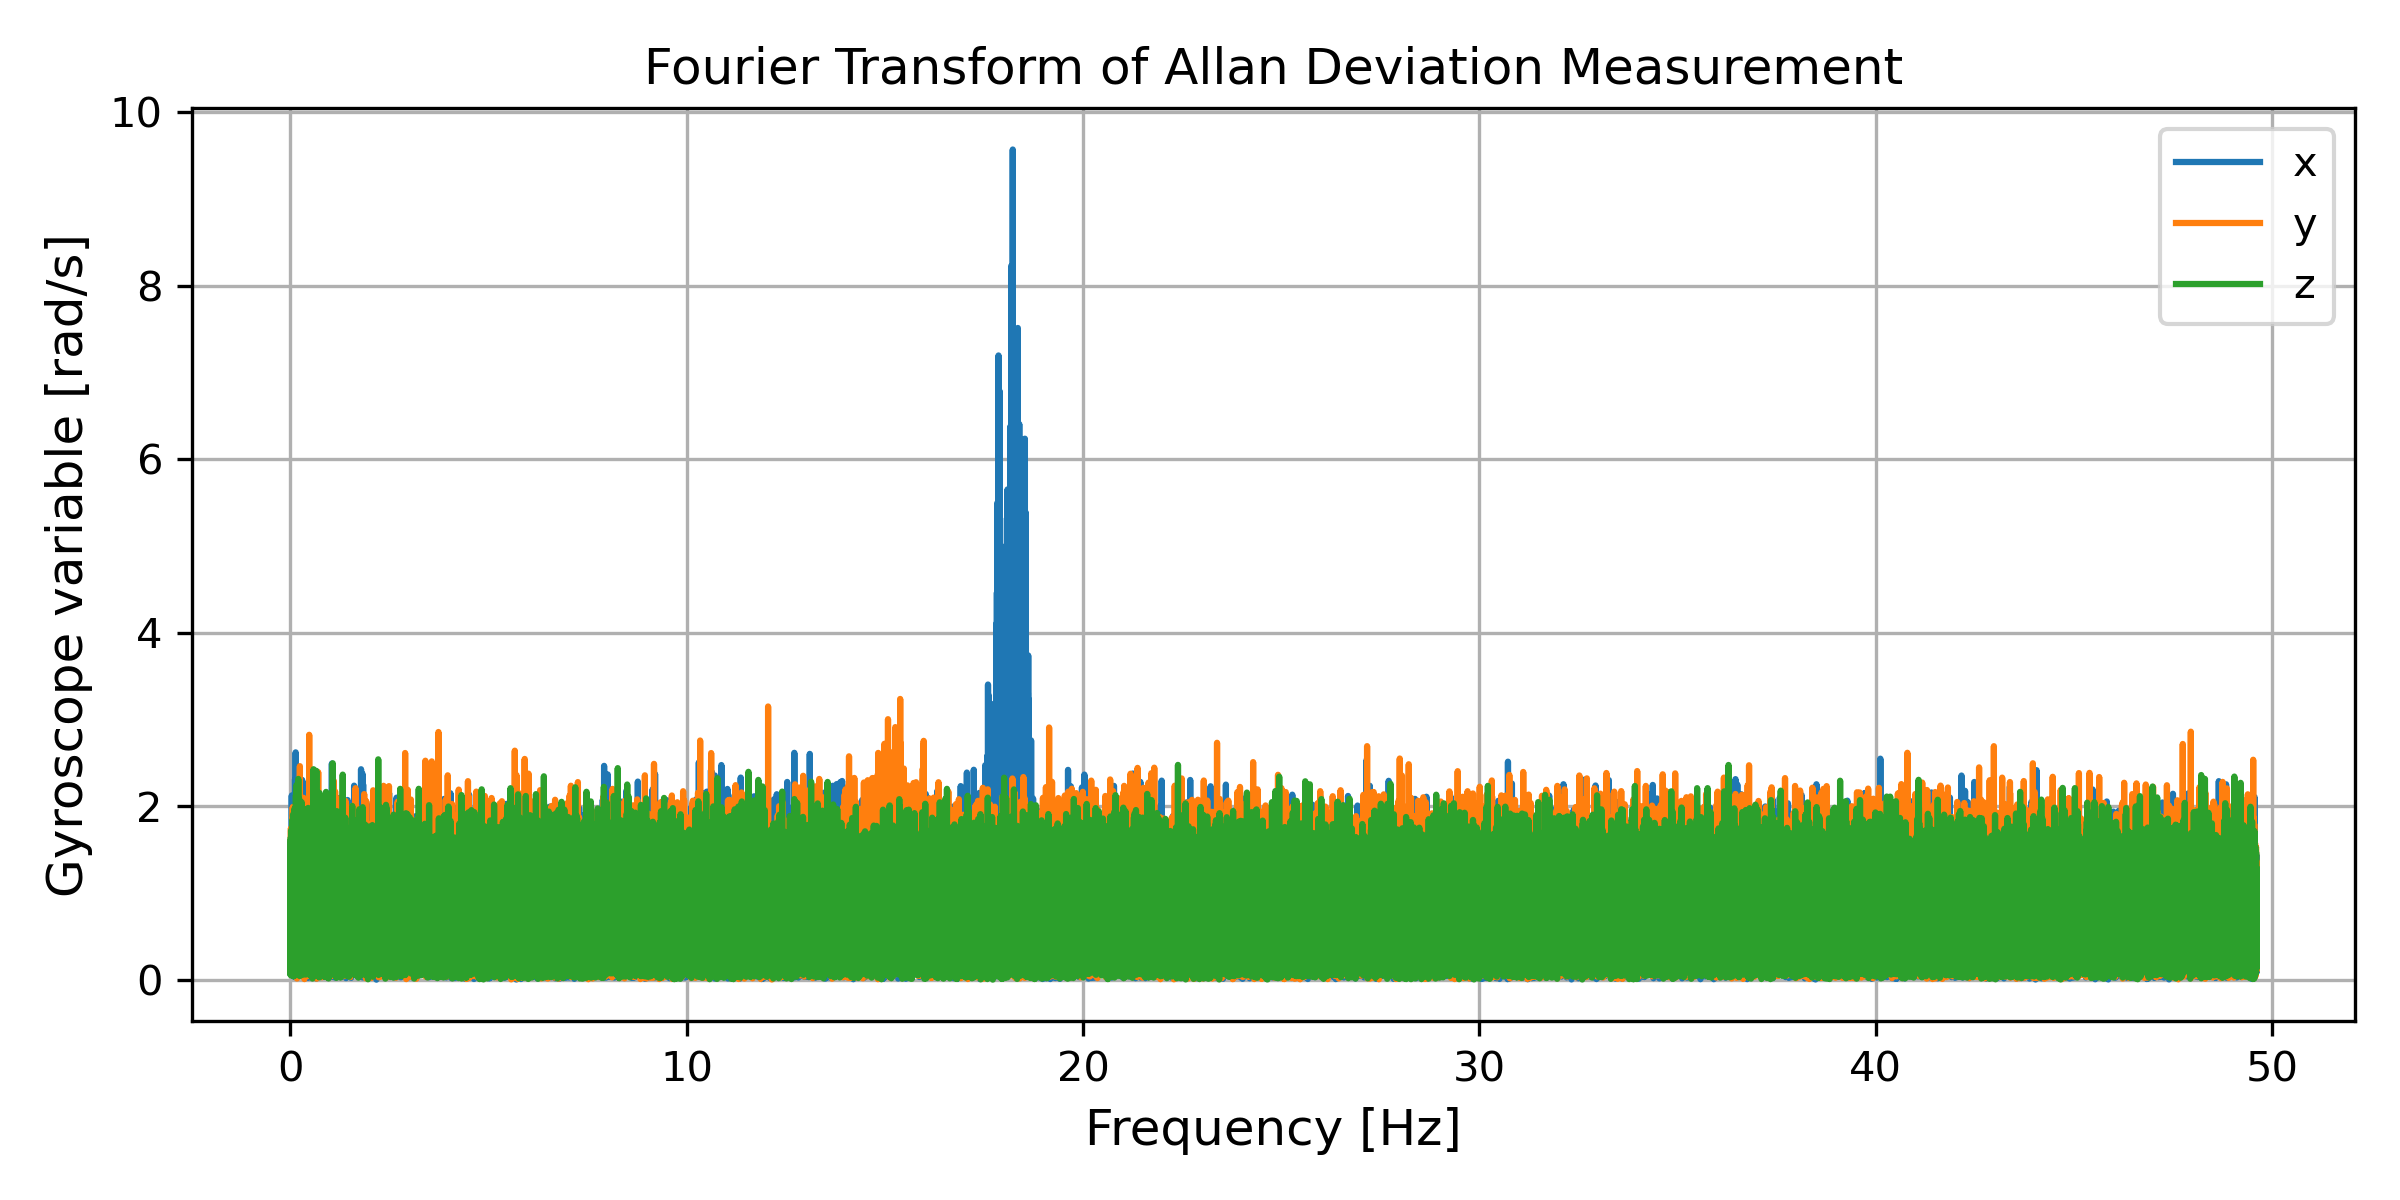 Fourier Transform of Allan Deviation Measurement
Gyroscope variable [rad/s]
10
8
6
4
2
0
x
y
z
0 10 20 30 40 50
Frequency [Hz]